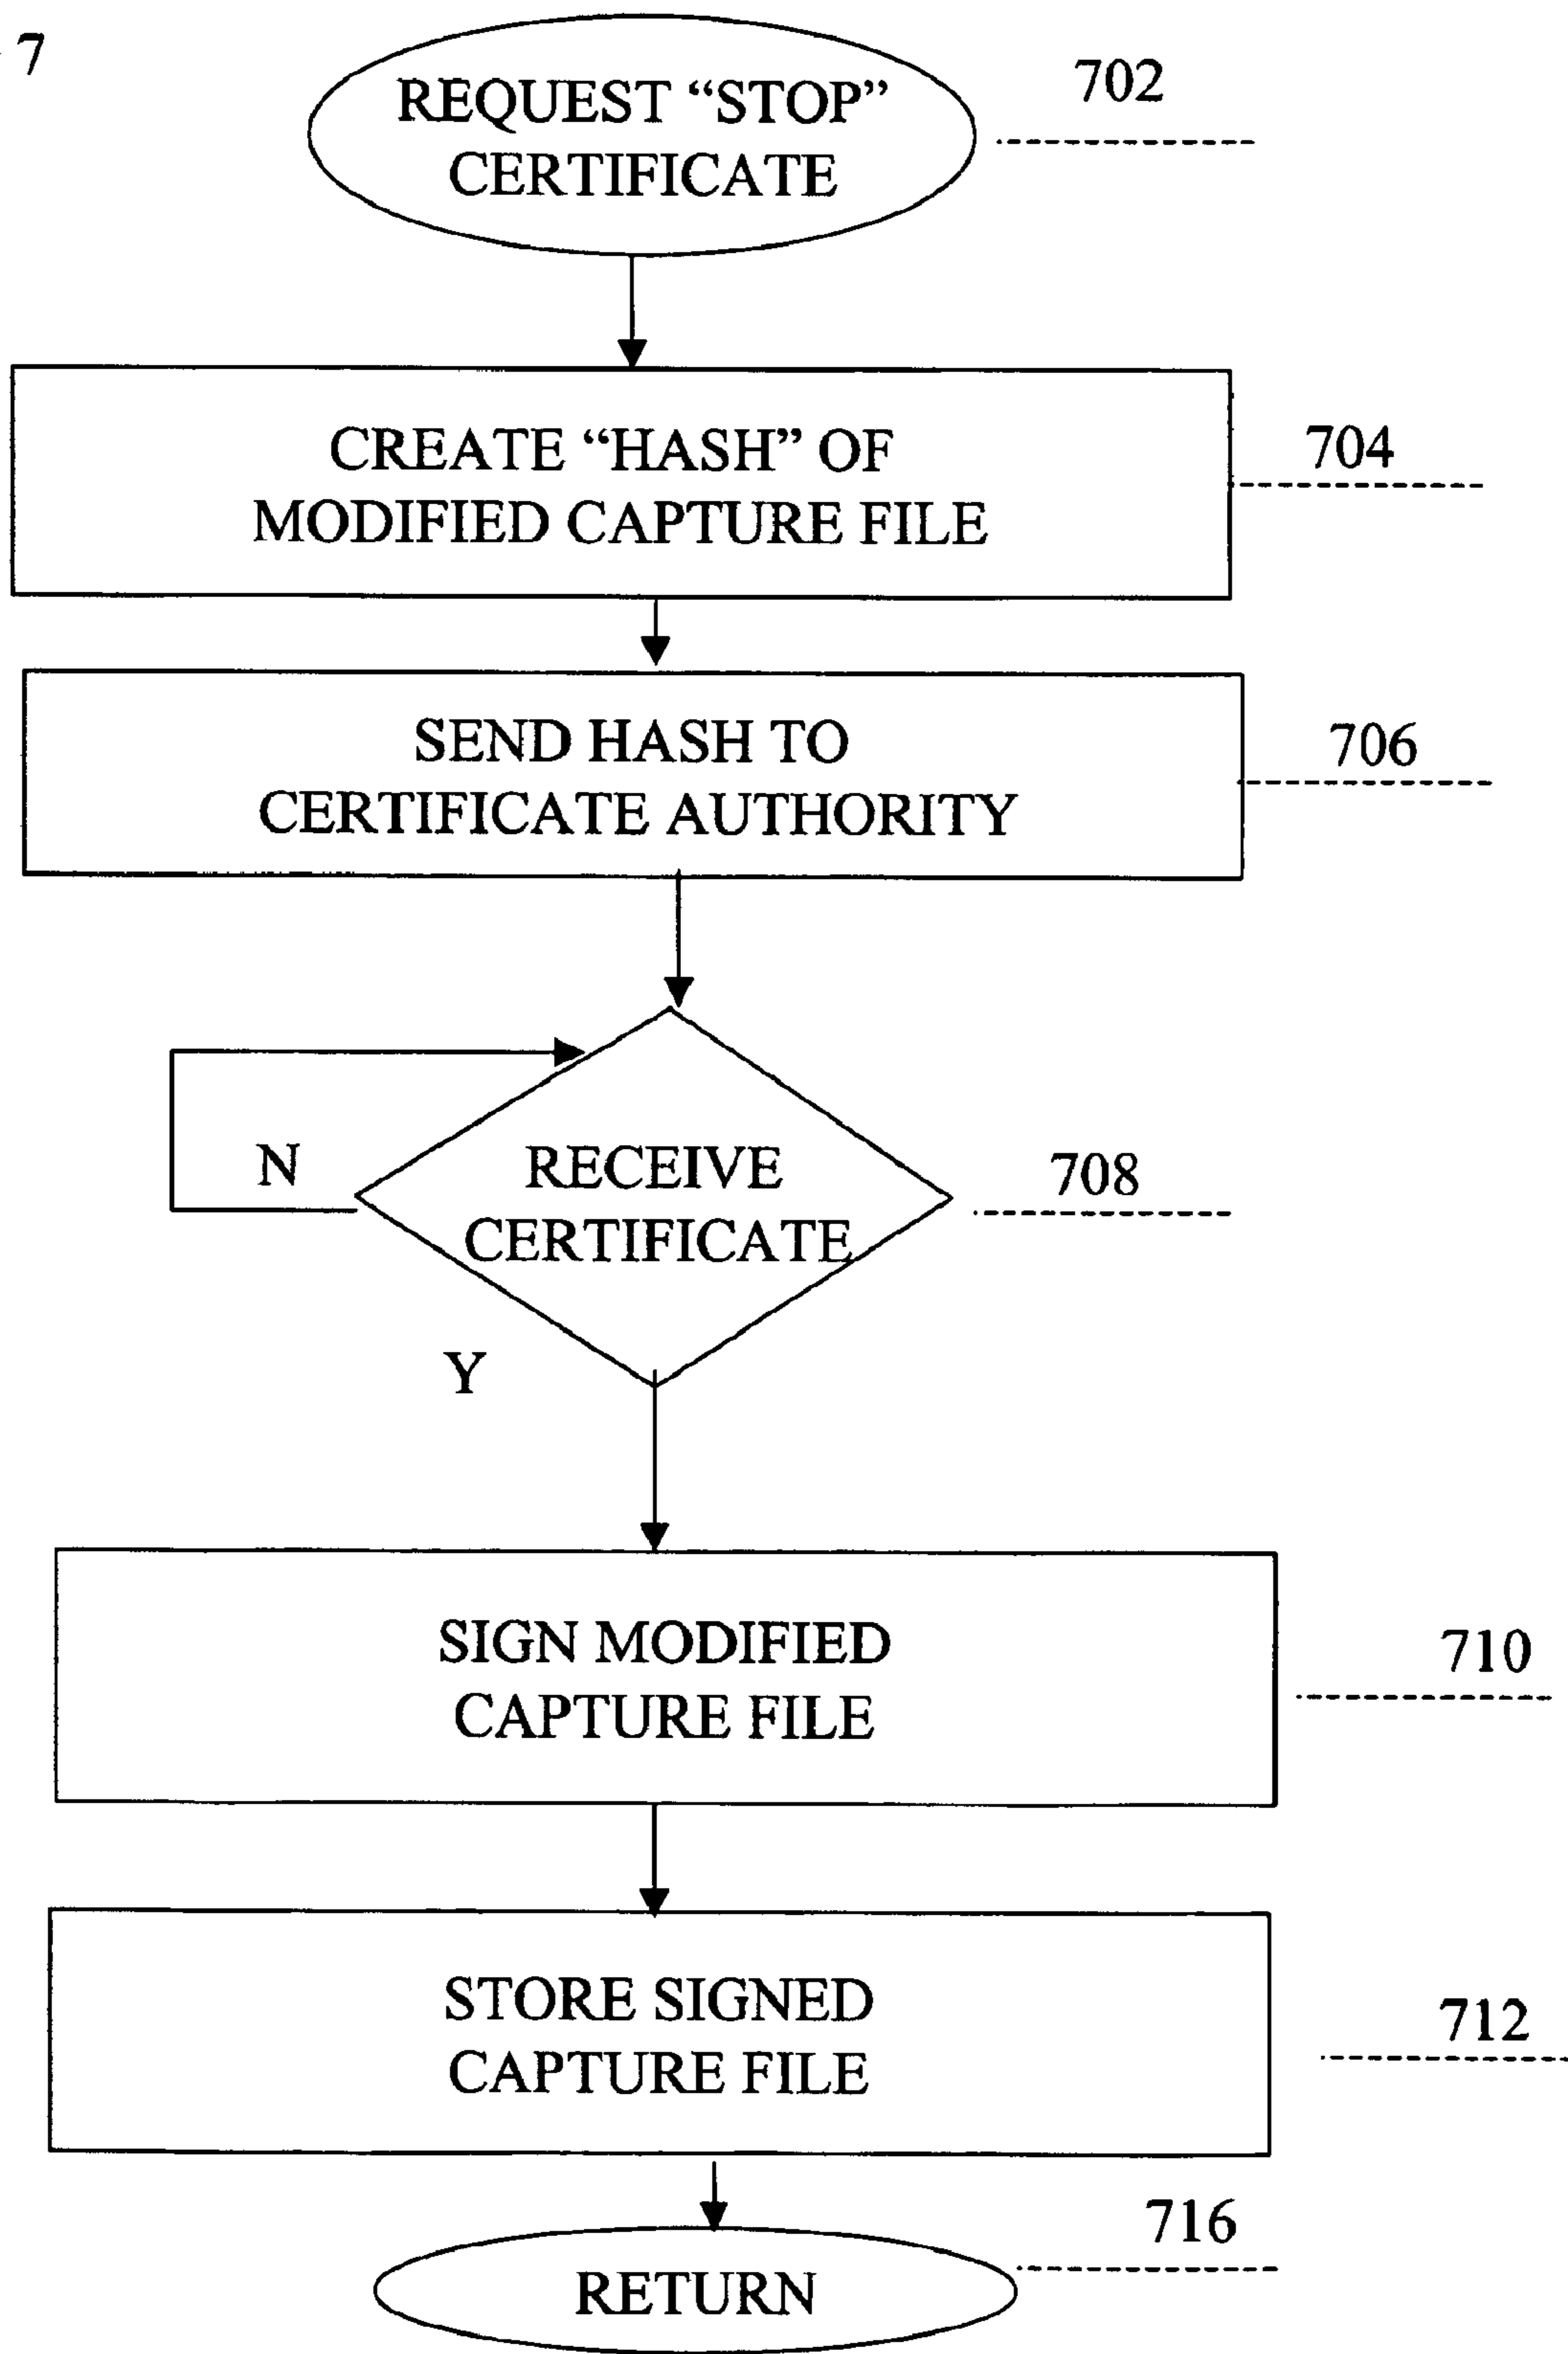 7
REQUEST “STOP”
CERTIFICATE
702
CREATE “HASH” OF
MODIFIED CAPTURE FILE
704
SEND HASH TO
CERTIFICATE AUTHORITY
706
N
RECEIVE
CERTIFICATE
708
Y
SIGN MODIFIED
CAPTURE FILE
710
STORE SIGNED
CAPTURE FILE
712
RETURN
716